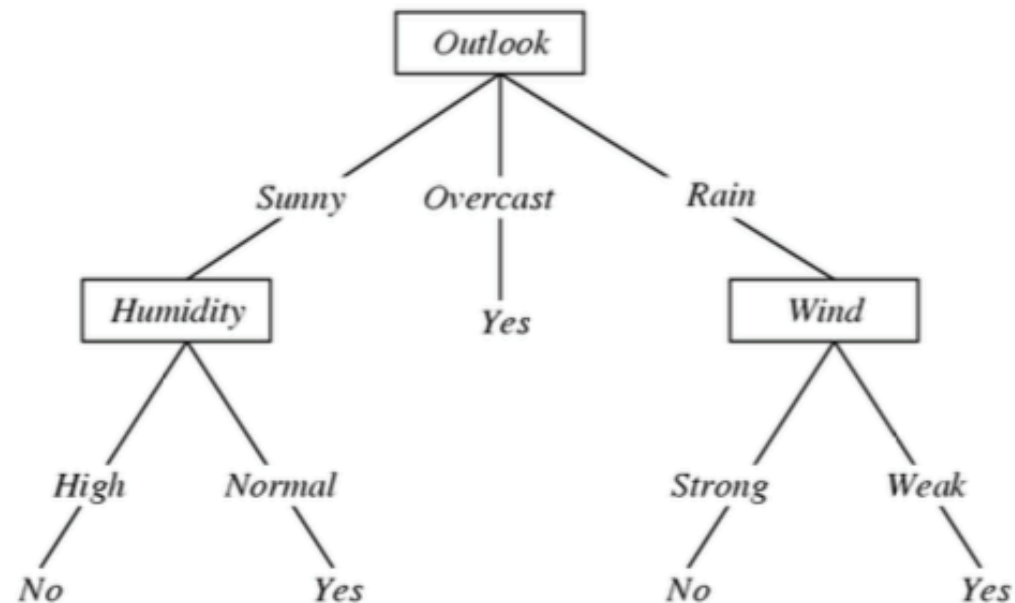 Outlook
Sunny Overcast Rain
Humidity Yes Wind
High Normal Strong Weak
No Yes No Yes